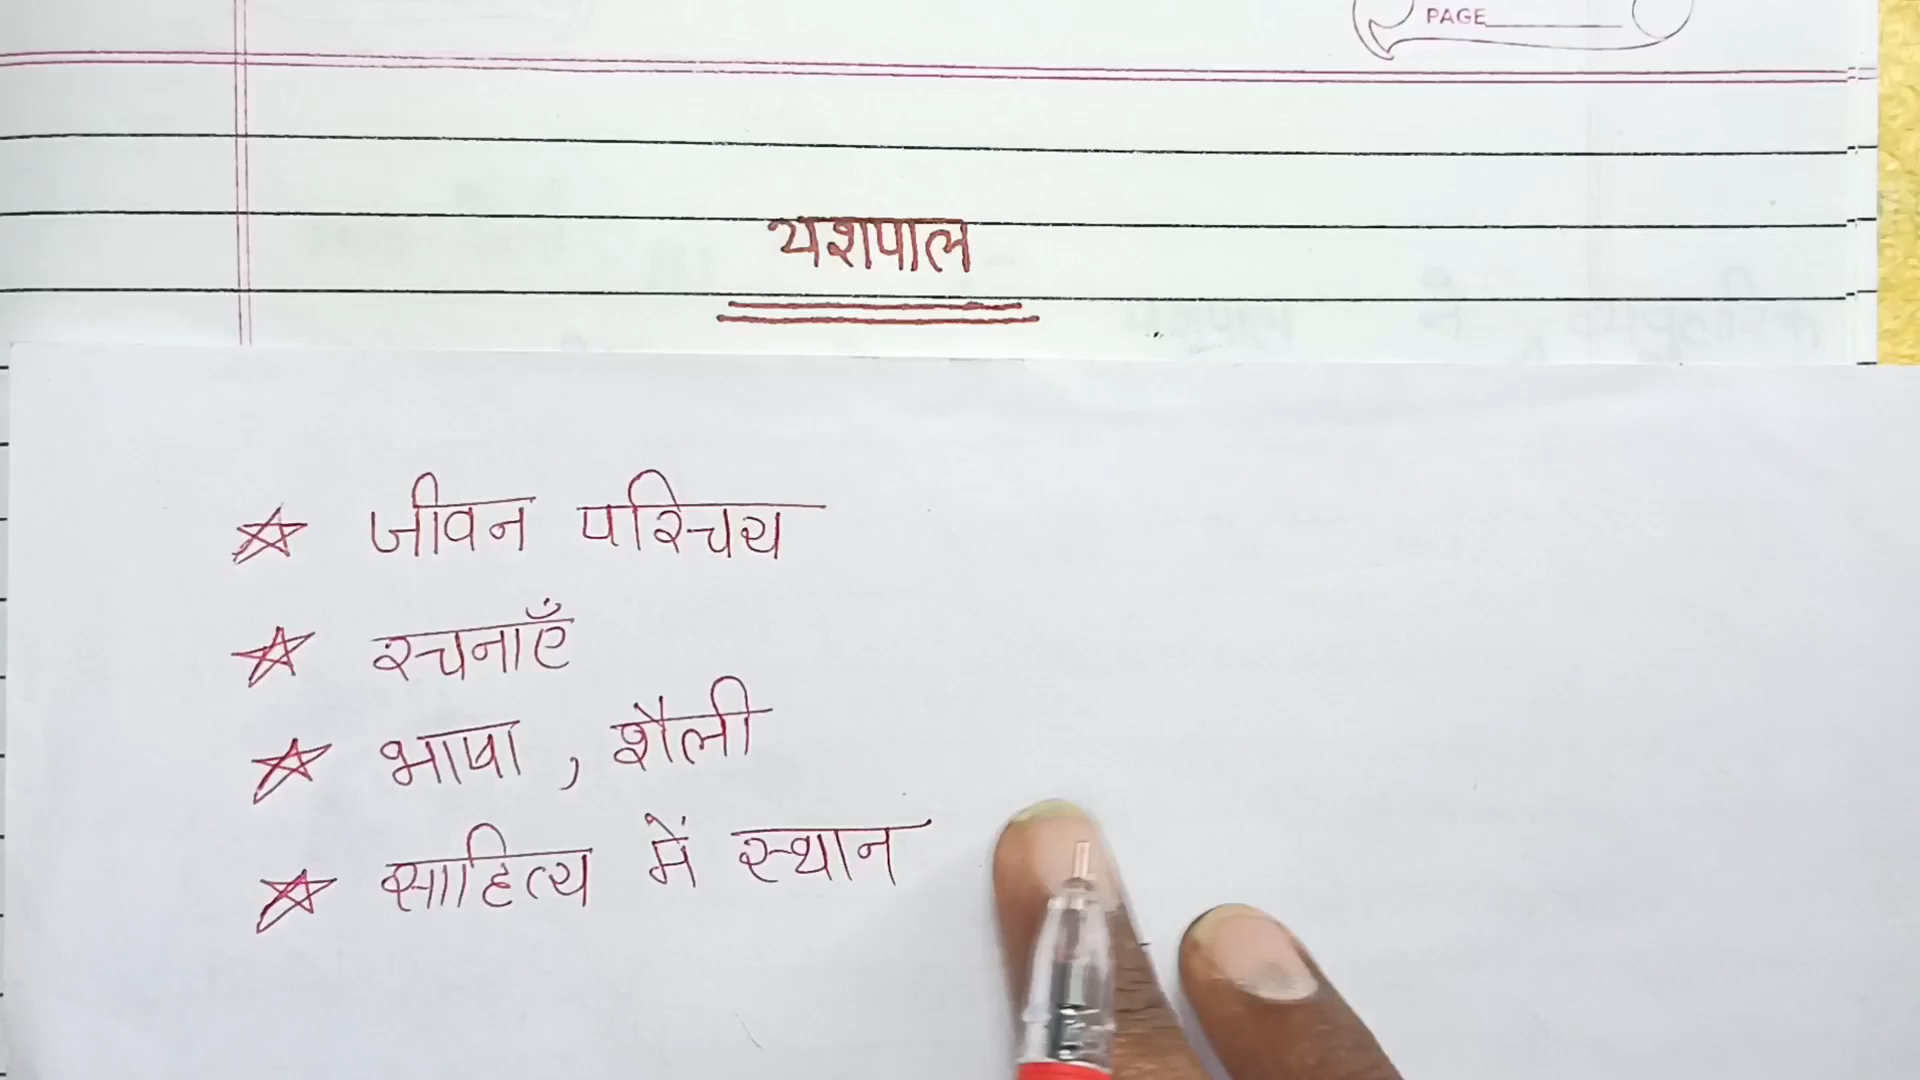 PAGE
यशपाल
जीवन परिचय
रचनाएँ
भाषा , शैली
साहित्य में स्थान